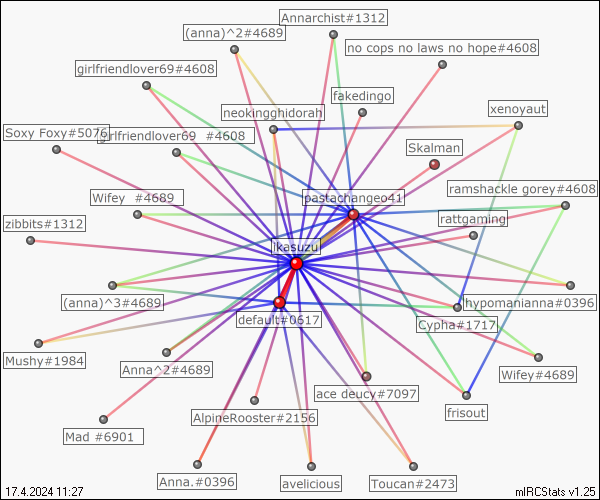 Annarchist#1312
(anna)^2#4689
no cops no laws no hope#4608
girlfriendlover69#4608
fakedingo
neokingghidorah
xenoyaut
Soxy Foxy#5076
girlfriendlover69 #4608
Skalman
Wifey #4689
pastachangeo41
ramshackle gorey#4608
zibbits#1312
rattgaming
ikasuzu
(anna)^3#4689
hypomanianna#0396
default#0617
Cypha#1717
Mushy#1984
Anna^2#4689
Wifey#4689
ace deucy#7097
AlpineRooster#2156
frisout
Mad #6901
Anna.#0396
avelicious
Toucan#2473
17.4.2024 11:27
mIRCStats v1.25